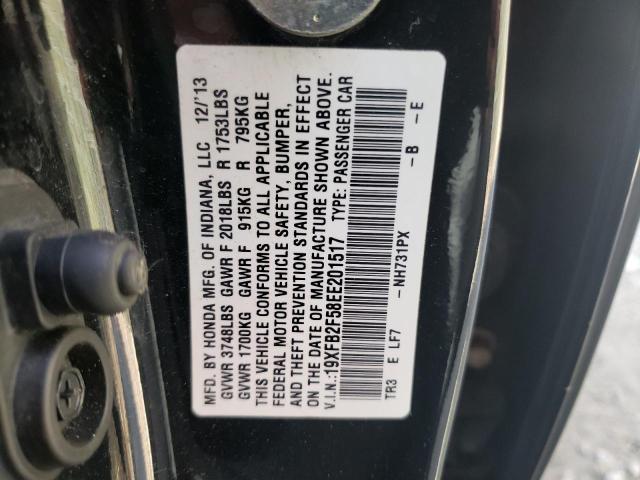 MFD. BY HONDA MFG. OF INDIANA, LLC 12/'13
GVWR 3748LBS GAWR F 2018LBS R 1753LBS
GVWR 1700KG GAWR F 915KG R 795KG
THIS VEHICLE CONFORMS TO ALL APPLICABLE
FEDERAL MOTOR VEHICLE SAFETY, BUMPER,
AND THEFT PREVENTION STANDARDS IN EFFECT
ON THE DATE OF MANUFACTURE SHOWN ABOVE.
V.I.N.:19XFB2F58EE201517 TYPE: PASSENGER CAR
TR3 E LF7 -NH731PX -B -E